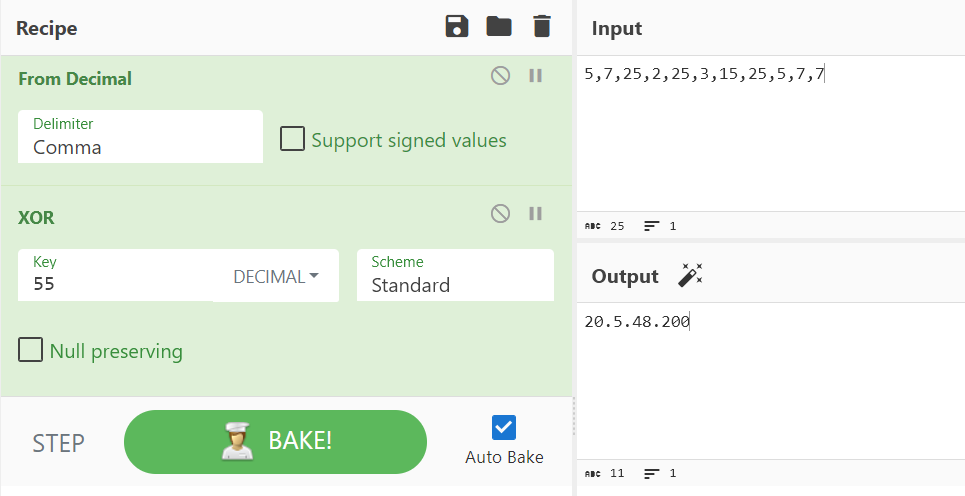 Recipe
From Decimal
Delimiter
Comma
Support signed values
XOR
Key
55
DECIMAL
Scheme
Standard
Null preserving
STEP
BAKE!
Auto Bake
Input
5,7,25,2,25,3,15,25,5,7,7
ABC 25 1
Output
20.5.48.200
ABC 11 1